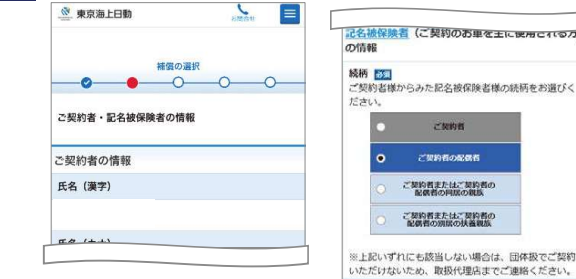 東京海上日動
お問合せ
補償の選択
ご契約者・記名被保険者の情報
ご契約者の情報
氏名（漢字）
記名被保険者（ご契約のお車を主に使用される方
の情報
続柄 必須
ご契約者様からみた記名被保険者様の続柄をお選びく
ださい。
ご契約者
ご契約者の配偶者
ご契約者またはご契約者の
配偶者の同居の親族
ご契約者またはご契約者の
配偶者の別居の扶養親族
※上記いずれにも該当しない場合は、団体扱でご契約
いただけないため、取扱代理店までご連絡ください。